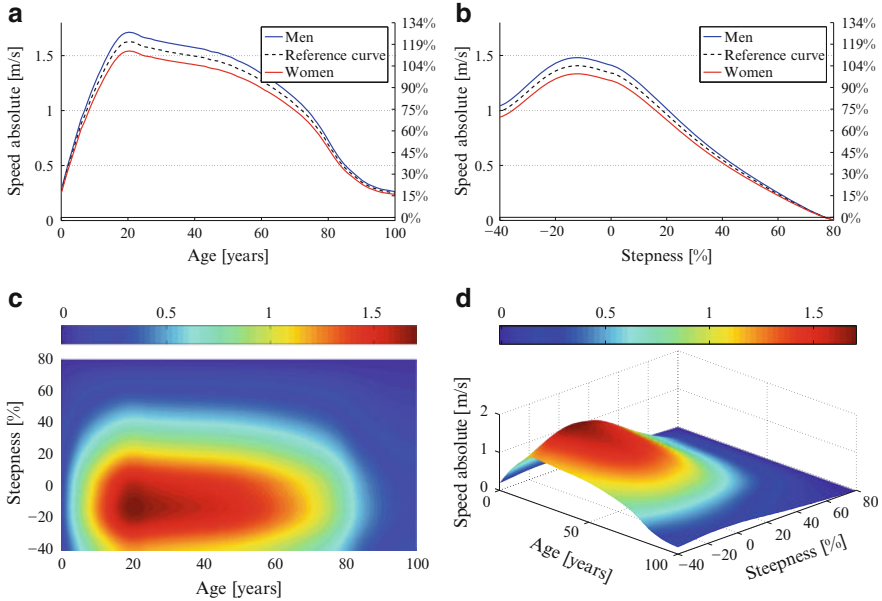 a
Speed absolute [m/s]
1.5
1
0.5
0
134%
119%
104%
90%
75%
60%
45%
30%
15%
0%
Men
Reference curve
Women
0 20 40 60 80 100
Age [years]
b
Speed absolute [m/s]
1.5
1
0.5
0
134%
119%
104%
90%
75%
60%
45%
30%
15%
0%
Men
Reference curve
Women
−40 −20 0 20 40 60 80
Stepness [%]
c
0 0.5 1 1.5
Steepness [%]
80
60
40
20
0
−20
−40
0 20 40 60 80 100
Age [years]
d
0 0.5 1 1.5
Speed absolute [m/s]
2
1
0
0 50 100
Age [years]
−40 −20 0 20 40 60 80
Steepness [%]